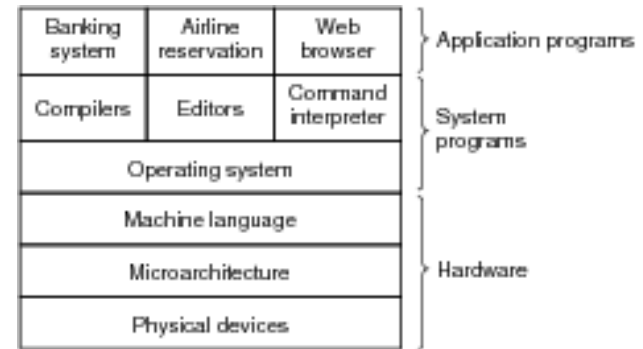 Banking system
Airline reservation
Web browser
Application programs
Compilers
Editors
Command interpreter
System programs
Operating system
Machine language
Microarchitecture
Hardware
Physical devices